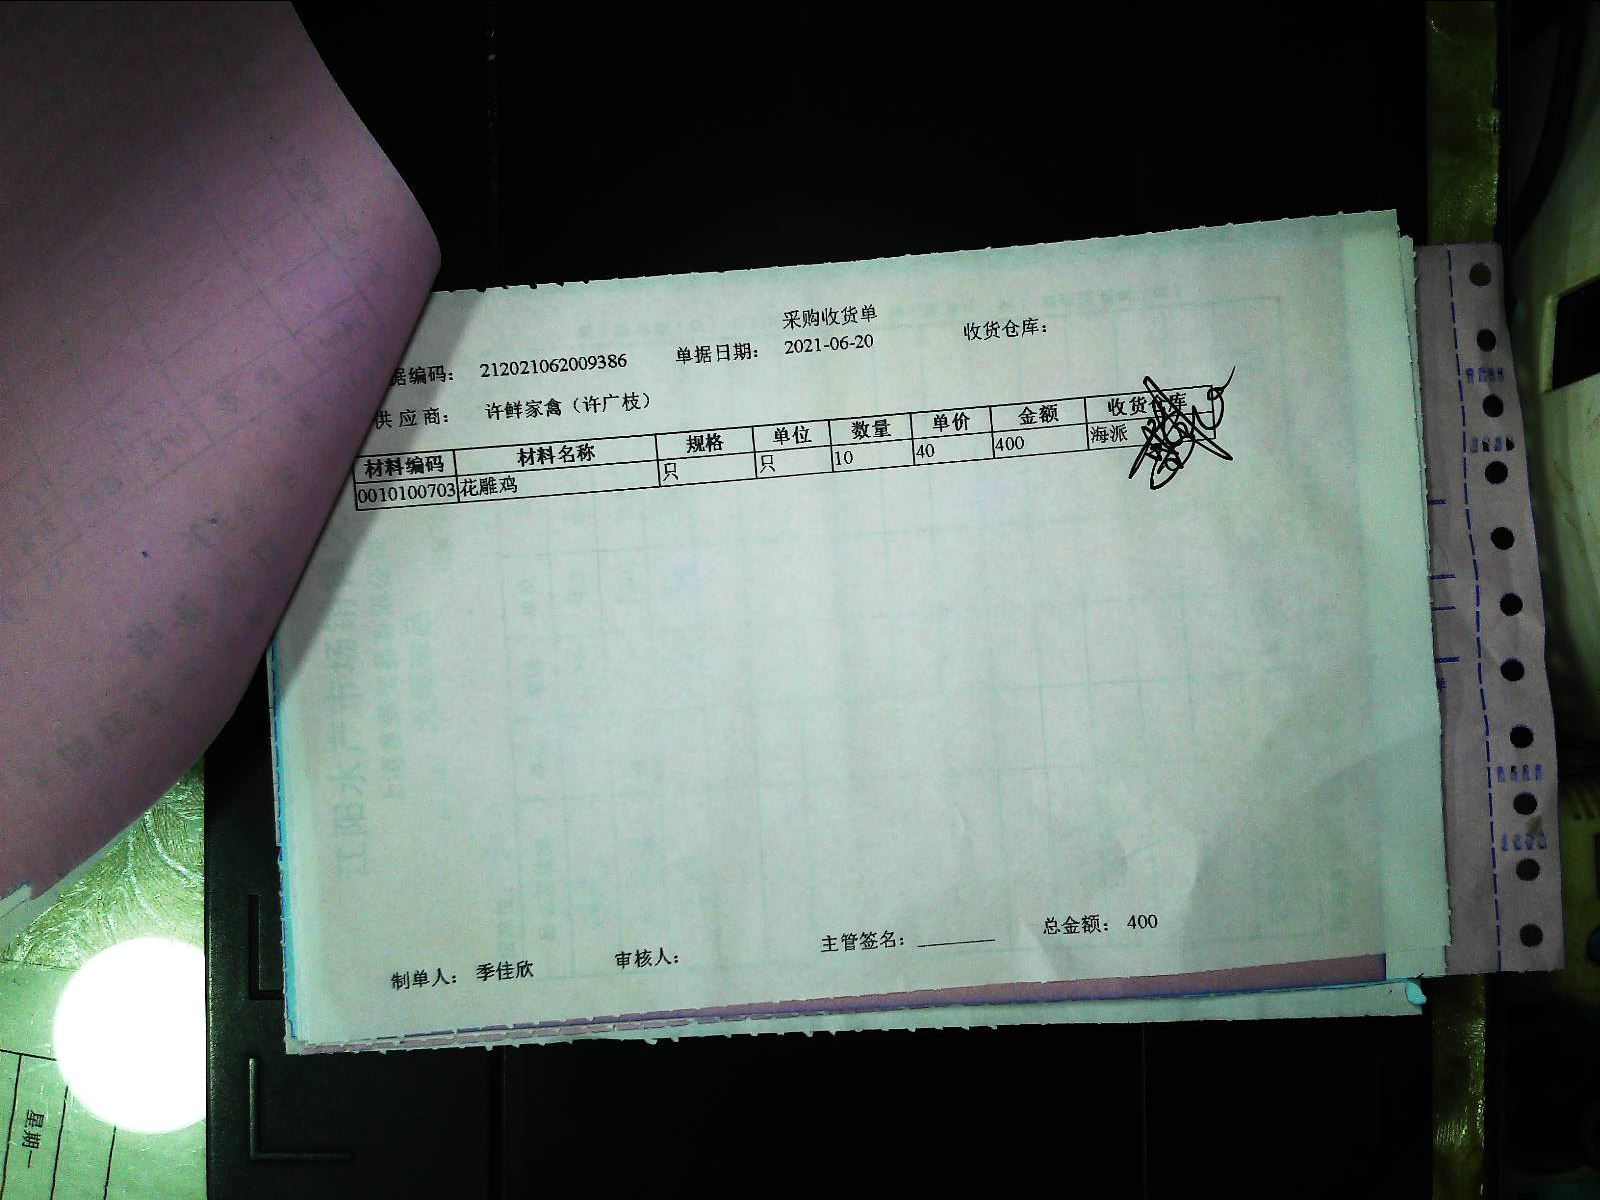 采购收货单
据编码： 212021062009386 单据日期： 2021-06-20 收货仓库：
供应商： 许鲜家禽（许广枝）
材料编码 材料名称 规格 单位 数量 单价 金额 收货仓库
0010100703 花雕鸡 只 只 10 40 400 海派
制单人： 季佳欣 审核人： 主管签名： 总金额： 400
星期一